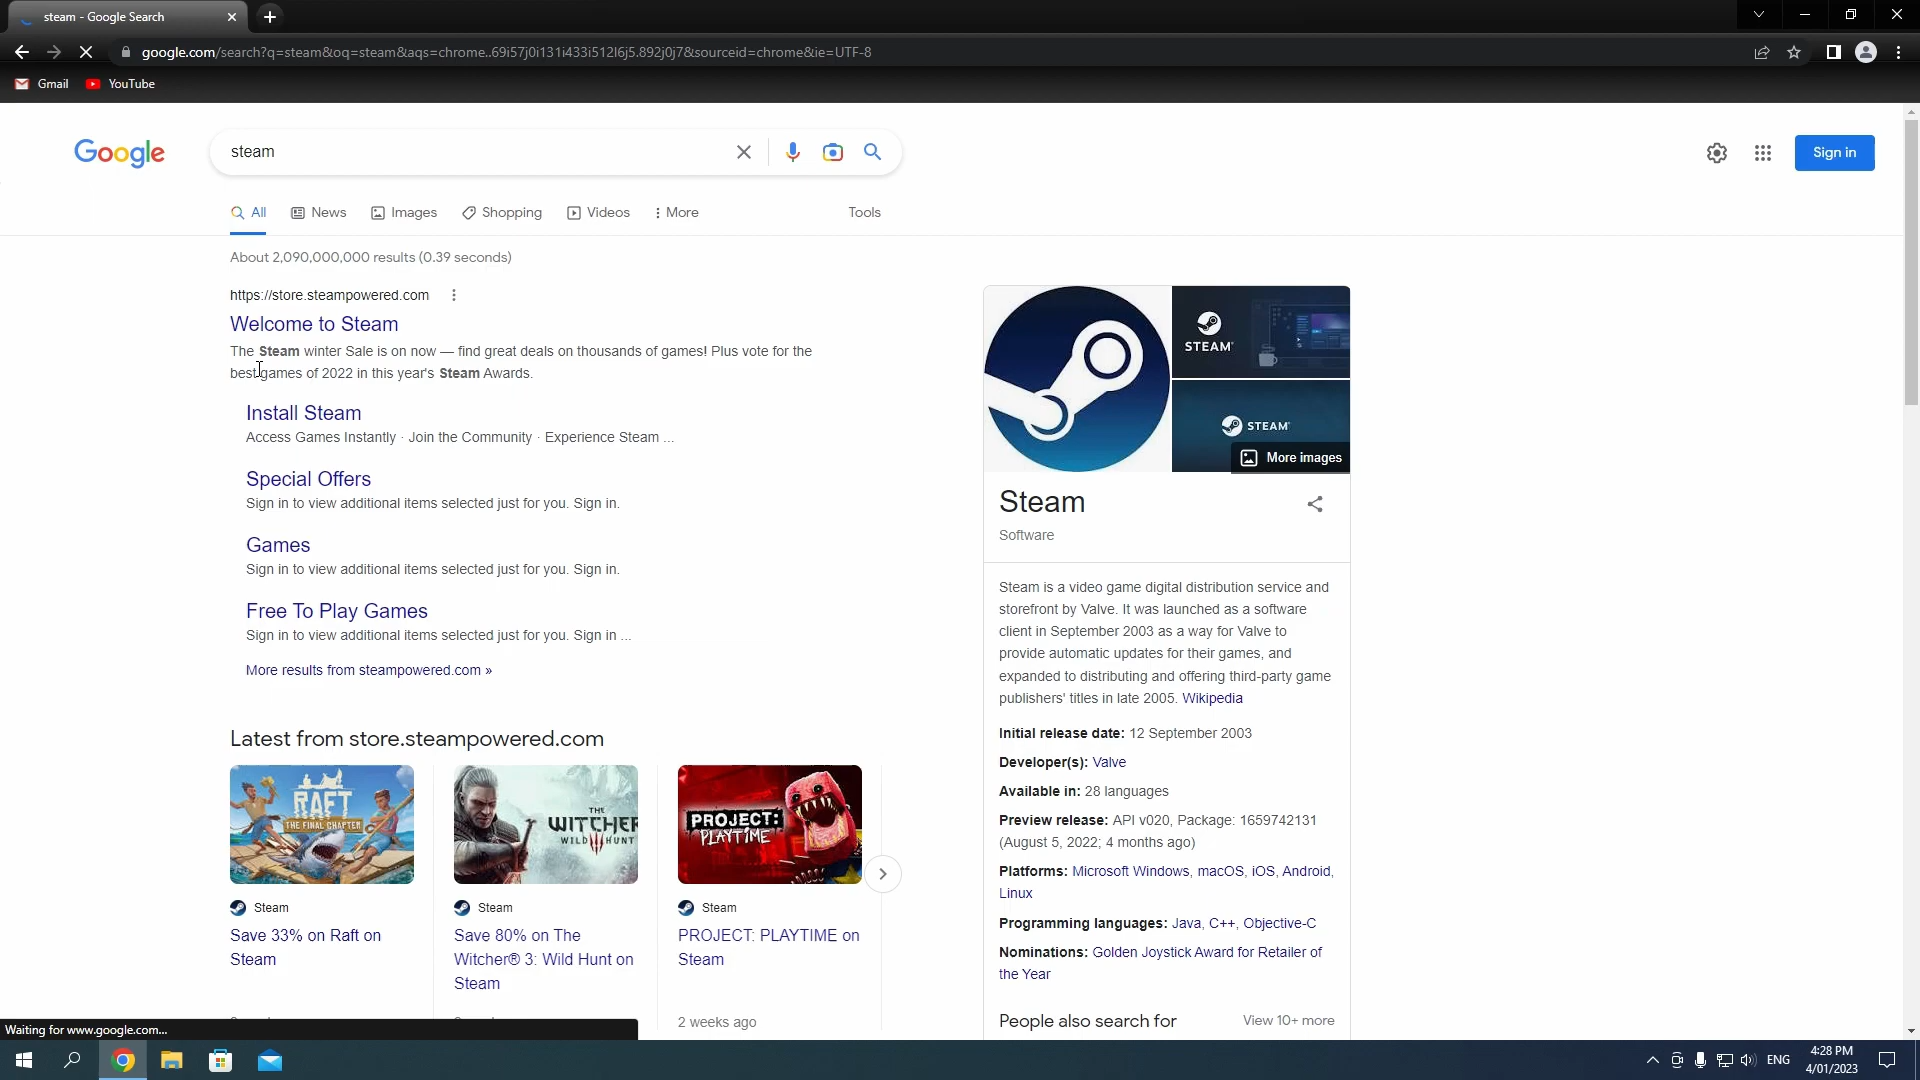 steam - Google Search
google.com/search?q=steam&oq=steam&aqs=chrome..69i57j0i131i433i512l6j5.892j0j7&sourceid=chrome&ie=UTF-8
Gmail
YouTube
Google
steam
Sign in
All
News
Images
Shopping
Videos
More
Tools
About 2,090,000,000 results (0.39 seconds)
https://store.steampowered.com
Welcome to Steam
The Steam winter Sale is on now — find great deals on thousands of games! Plus vote for the
best games of 2022 in this year's Steam Awards.
Install Steam
Access Games Instantly · Join the Community · Experience Steam ...
Special Offers
Sign in to view additional items selected just for you. Sign in.
Games
Sign in to view additional items selected just for you. Sign in.
Free To Play Games
Sign in to view additional items selected just for you. Sign in ...
More results from steampowered.com »
Latest from store.steampowered.com
RAFT
THE FINAL CHAPTER
THE
WITCHER
WILD HUNT
PROJECT:
PLAYTIME
Steam
Save 33% on Raft on
Steam
Steam
Save 80% on The
Witcher® 3: Wild Hunt on
Steam
Steam
PROJECT: PLAYTIME on
Steam
2 weeks ago
STEAM
STEAM
More images
Steam
Software
Steam is a video game digital distribution service and
storefront by Valve. It was launched as a software
client in September 2003 as a way for Valve to
provide automatic updates for their games, and
expanded to distributing and offering third-party game
publishers' titles in late 2005. Wikipedia
Initial release date: 12 September 2003
Developer(s): Valve
Available in: 28 languages
Preview release: API v020, Package: 1659742131
(August 5, 2022; 4 months ago)
Platforms: Microsoft Windows, macOS, iOS, Android,
Linux
Programming languages: Java, C++, Objective-C
Nominations: Golden Joystick Award for Retailer of
the Year
People also search for
View 10+ more
Waiting for www.google.com...
ENG
4:28 PM
4/01/2023